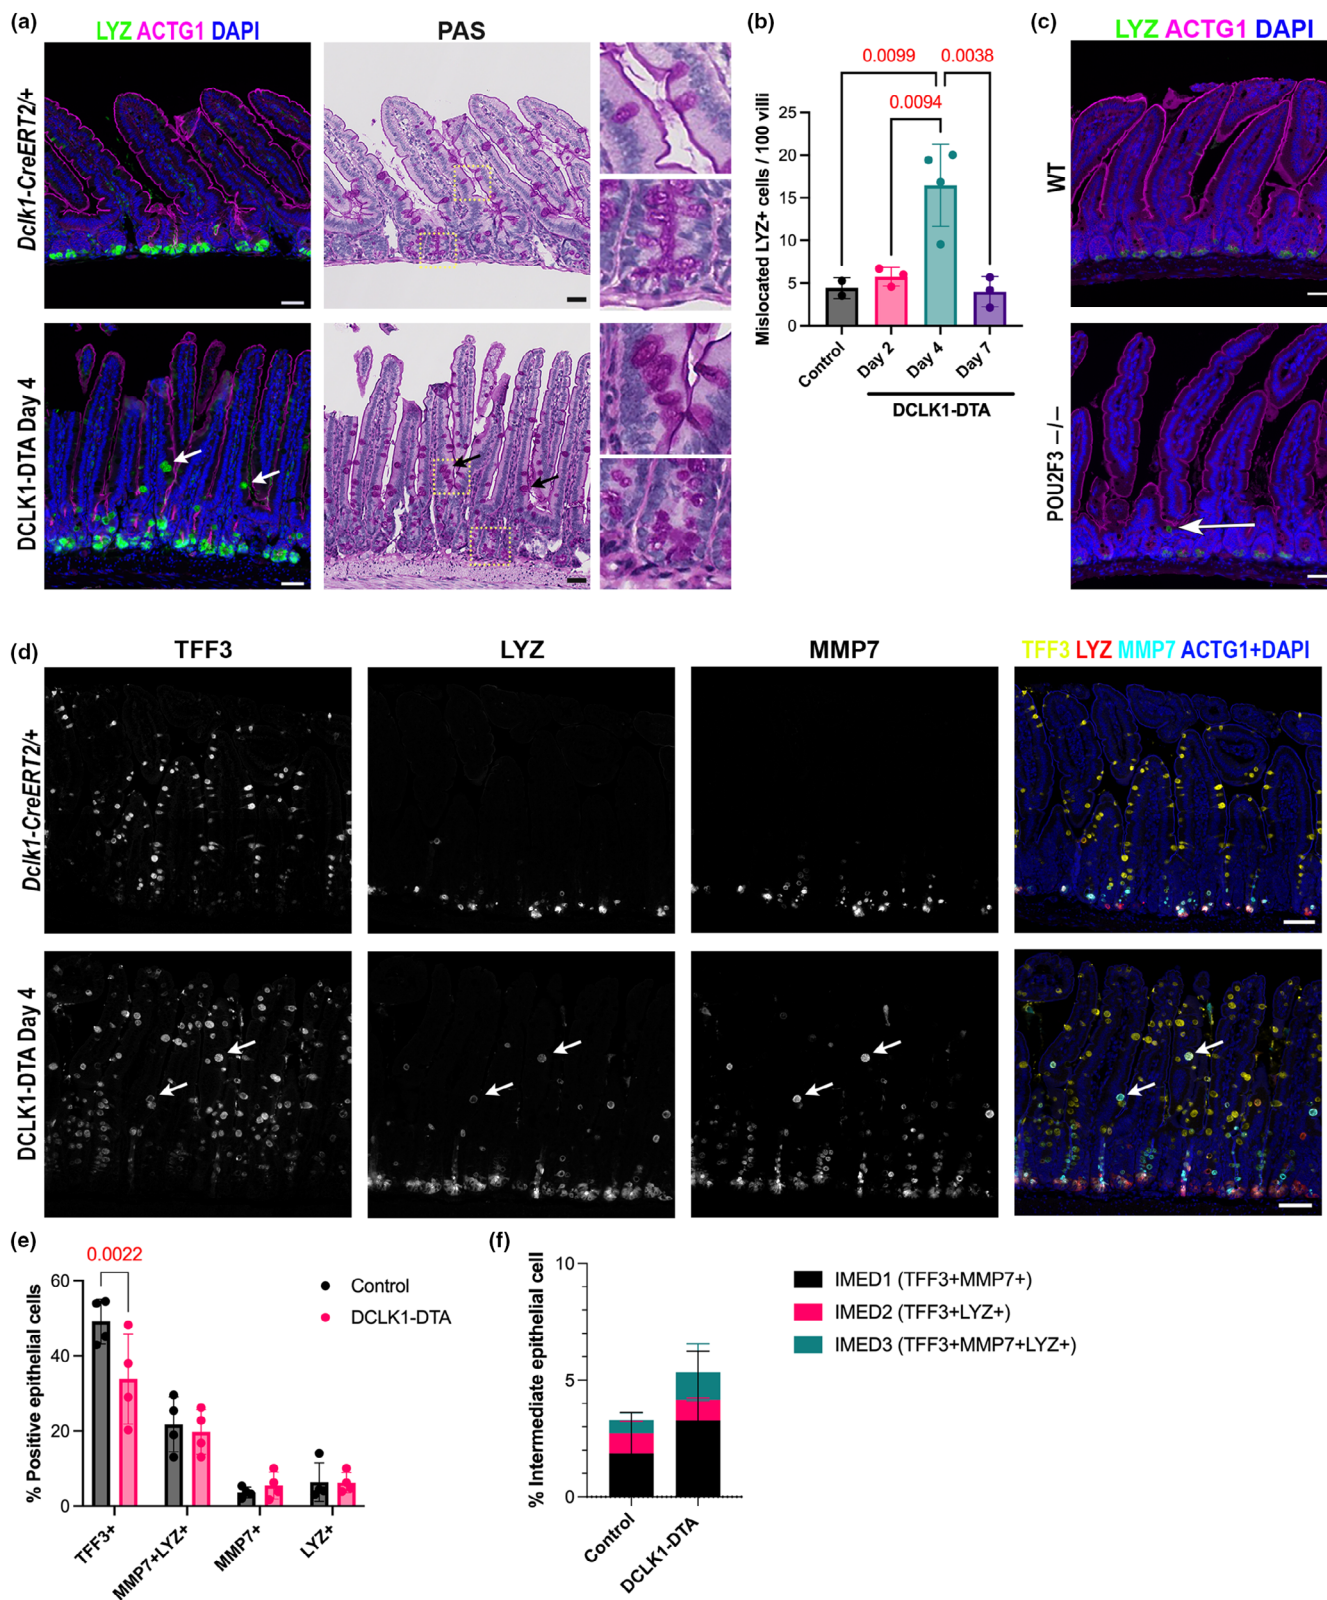 (a)
LYZ ACTG1 DAPI
PAS
Dclk1-CreERT2/+
DCLK1-DTA Day 4
(b)
0.0099
0.0038
0.0094
Mislocated LYZ+ cells / 100 villi
25
20
15
10
5
0
Control
Day 2
Day 4
Day 7
DCLK1-DTA
(c)
LYZ ACTG1 DAPI
WT
POU2F3 –/–
(d)
TFF3
LYZ
MMP7
TFF3 LYZ MMP7 ACTG1+DAPI
Dclk1-CreERT2/+
DCLK1-DTA Day 4
(e)
0.0022
% Positive epithelial cells
60
40
20
0
TFF3+
MMP7+LYZ+
MMP7+
LYZ+
Control
DCLK1-DTA
(f)
% Intermediate epithelial cell
10
5
0
Control
DCLK1-DTA
IMED1 (TFF3+MMP7+)
IMED2 (TFF3+LYZ+)
IMED3 (TFF3+MMP7+LYZ+)